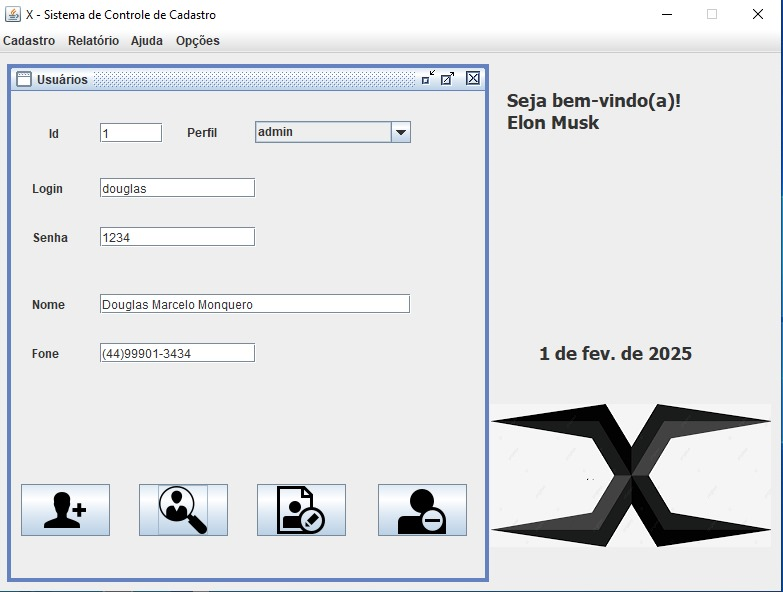 X - Sistema de Controle de Cadastro
Cadastro Relatório Ajuda Opções
Usuários
Id 1 Perfil admin
Login douglas
Senha 1234
Nome Douglas Marcelo Monquero
Fone (44)99901-3434
Seja bem-vindo(a)!
Elon Musk
1 de fev. de 2025